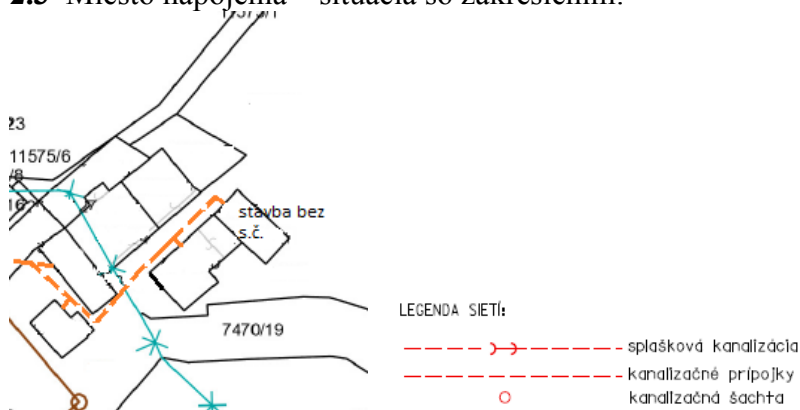 2.3 Miesto napojenia – situácia so zakreslením:
23
11575/6
/8
stavba bez
s.č.
7470/19
LEGENDA SIETÍ:
splašková kanalizácia
kanalizačné prípojky
kanalizačná šachta